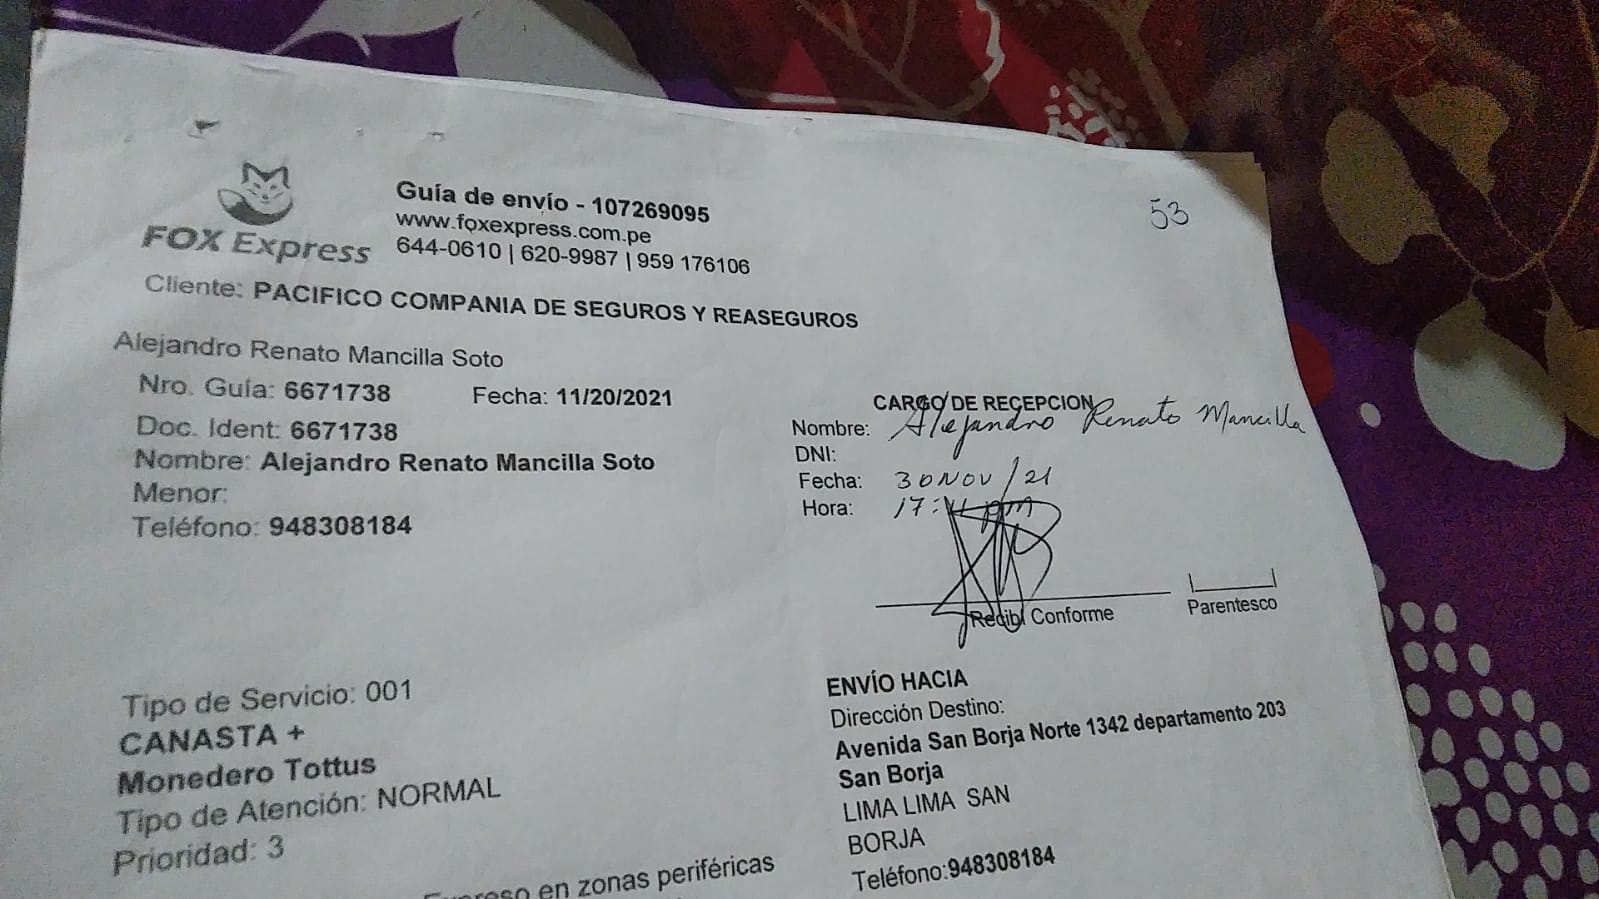 53
FOX Express
Guía de envío - 107269095
www.foxexpress.com.pe
644-0610 | 620-9987 | 959 176106
Cliente: PACIFICO COMPANIA DE SEGUROS Y REASEGUROS
Alejandro Renato Mancilla Soto
Nro. Guía: 6671738 Fecha: 11/20/2021
Doc. Ident: 6671738
Nombre: Alejandro Renato Mancilla Soto
Menor:
Teléfono: 948308184
CARGO DE RECEPCION
Nombre: Alejandro Renato Mancilla
DNI:
Fecha: 30 NOV / 21
Hora: 17: pm
Recibí Conforme
Parentesco
Tipo de Servicio: 001
CANASTA +
Monedero Tottus
Tipo de Atención: NORMAL
Prioridad: 3
ENVÍO HACIA
Dirección Destino:
Avenida San Borja Norte 1342 departamento 203
San Borja
LIMA LIMA SAN
BORJA
Teléfono:948308184
en zonas periféricas